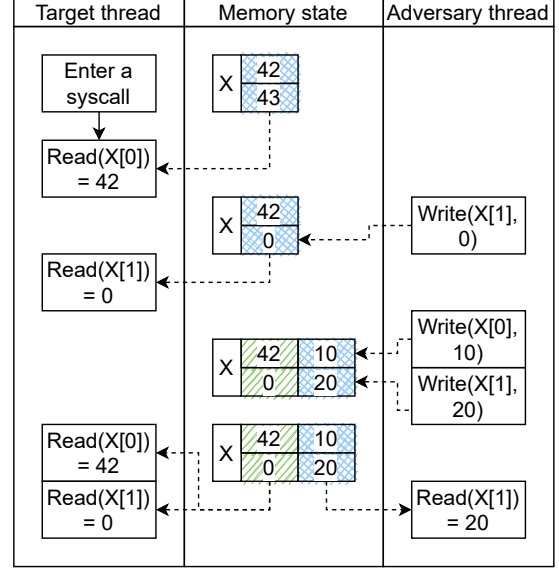 Target thread
Memory state
Adversary thread
Enter a
syscall
X
42
43
Read(X[0])
= 42
X
42
0
Write(X[1],
0)
Read(X[1])
= 0
Write(X[0],
10)
X
42 10
0 20
Write(X[1],
20)
Read(X[0])
= 42
X
42 10
0 20
Read(X[1])
= 0
Read(X[1])
= 20